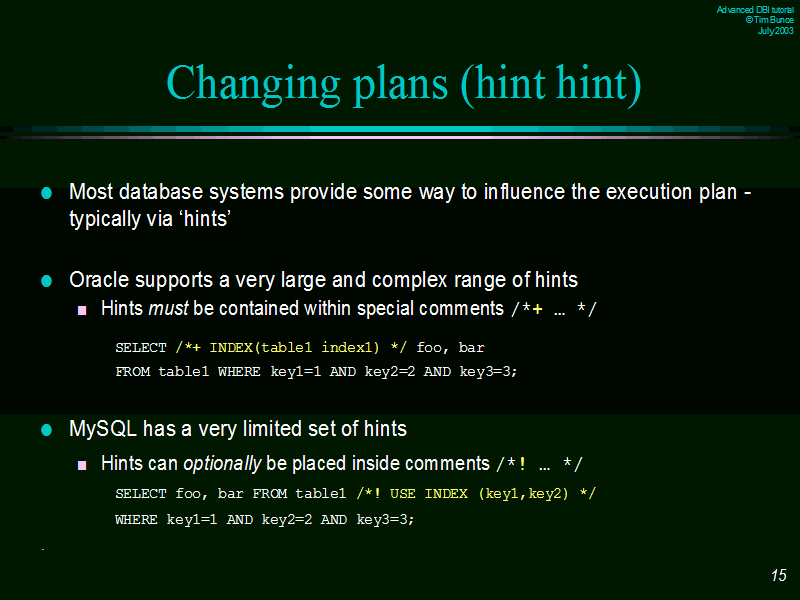 Advanced DBI tutorial
© Tim Bunce
July 2003
Changing plans (hint hint)
Most database systems provide some way to influence the execution plan -
typically via ‘hints’
Oracle supports a very large and complex range of hints
Hints must be contained within special comments /*+ … */
SELECT /*+ INDEX(table1 index1) */ foo, bar
FROM table1 WHERE key1=1 AND key2=2 AND key3=3;
MySQL has a very limited set of hints
Hints can optionally be placed inside comments /*! … */
SELECT foo, bar FROM table1 /*! USE INDEX (key1,key2) */
WHERE key1=1 AND key2=2 AND key3=3;
.
15